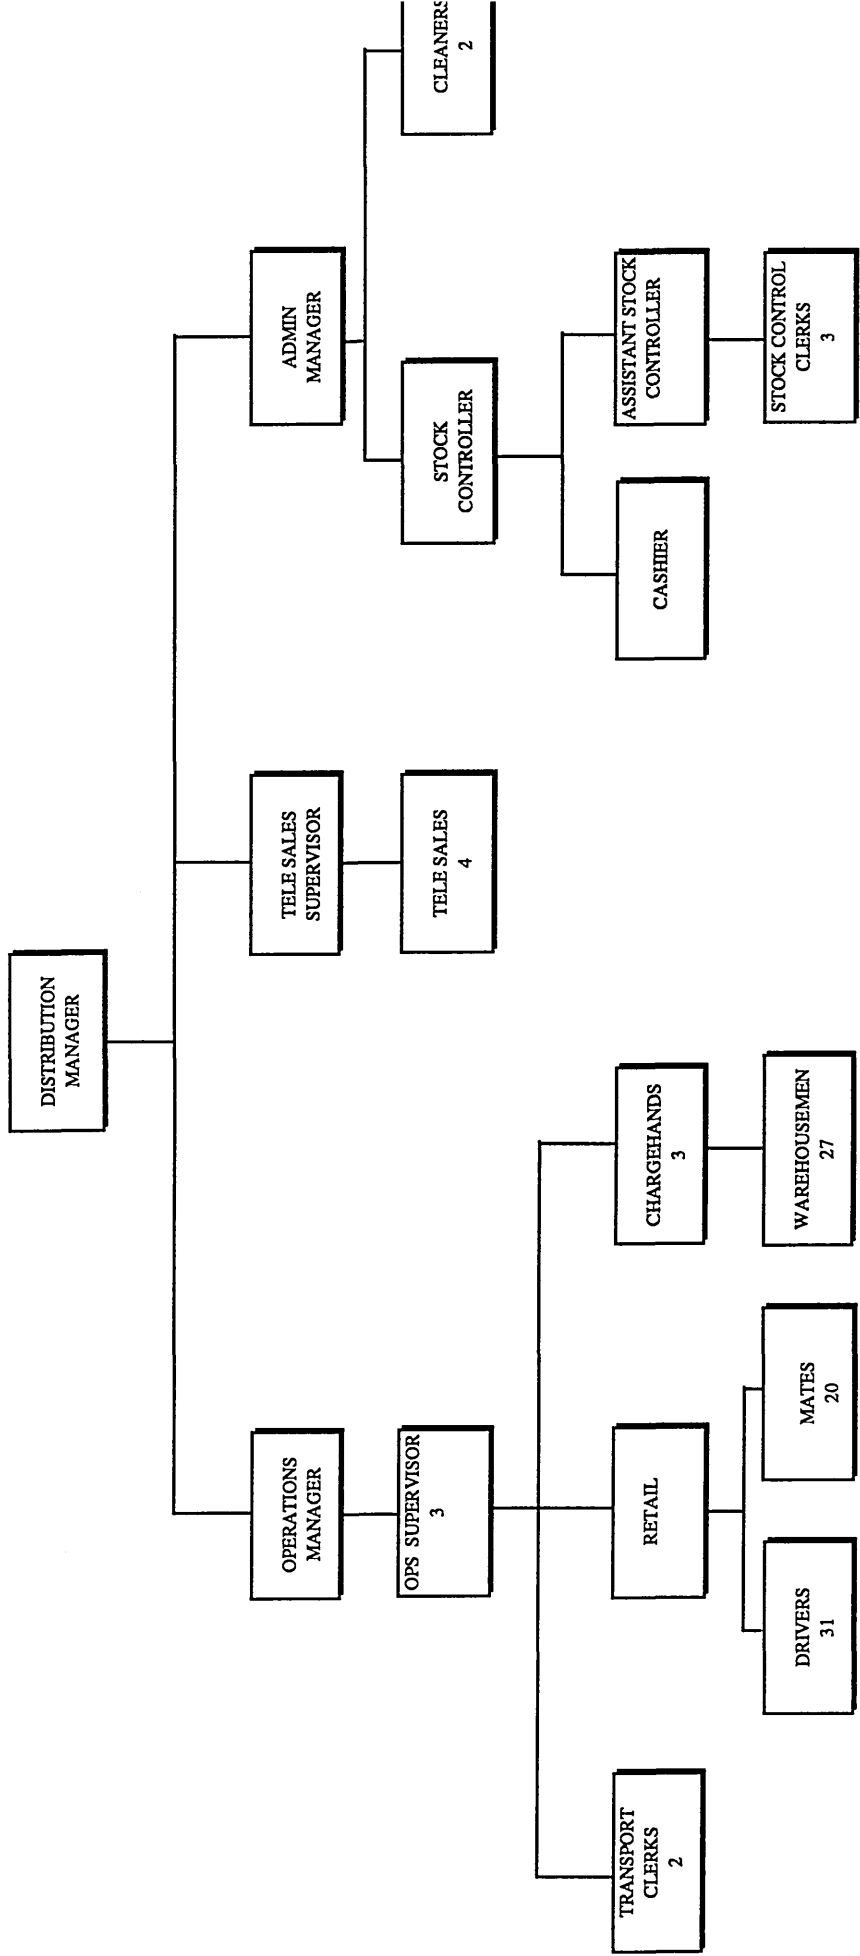 DISTRIBUTION
MANAGER
OPERATIONS
MANAGER
TELE SALES
SUPERVISOR
ADMIN
MANAGER
OPS SUPERVISOR
3
TELE SALES
4
STOCK
CONTROLLER
CLEANERS
2
TRANSPORT
CLERKS
2
RETAIL
CHARGEHANDS
3
CASHIER
ASSISTANT STOCK
CONTROLLER
DRIVERS
31
MATES
20
WAREHOUSEMEN
27
STOCK CONTROL
CLERKS
3